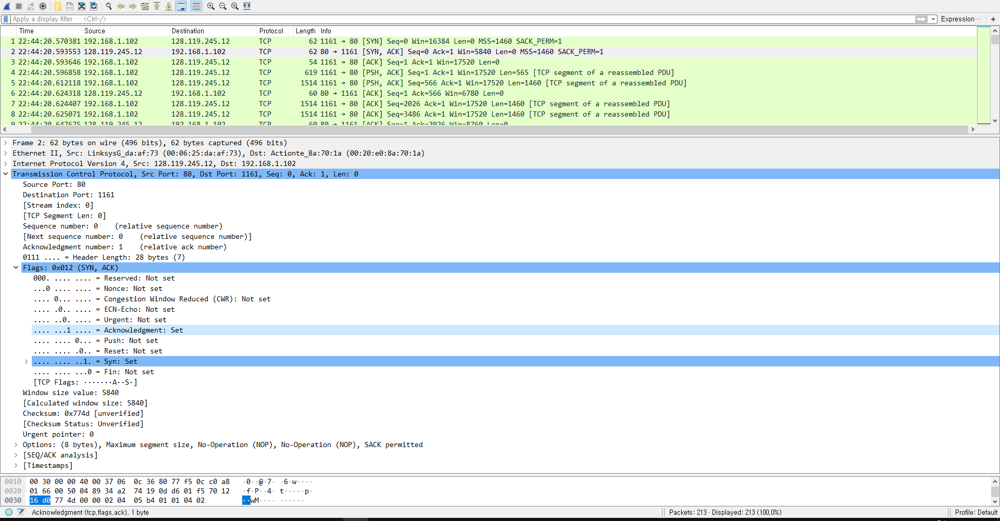 Apply a display filter ··· <Ctrl-/>
Expression··· +
Time Source Destination Protocol Length Info
1 22:44:20.570381 192.168.1.102 128.119.245.12 TCP 62 1161 → 80 [SYN] Seq=0 Win=16384 Len=0 MSS=1460 SACK_PERM=1
2 22:44:20.593553 128.119.245.12 192.168.1.102 TCP 62 80 → 1161 [SYN, ACK] Seq=0 Ack=1 Win=5840 Len=0 MSS=1460 SACK_PERM=1
3 22:44:20.593646 192.168.1.102 128.119.245.12 TCP 54 1161 → 80 [ACK] Seq=1 Ack=1 Win=17520 Len=0
4 22:44:20.596858 192.168.1.102 128.119.245.12 TCP 619 1161 → 80 [PSH, ACK] Seq=1 Ack=1 Win=17520 Len=565 [TCP segment of a reassembled PDU]
5 22:44:20.612118 192.168.1.102 128.119.245.12 TCP 1514 1161 → 80 [PSH, ACK] Seq=566 Ack=1 Win=17520 Len=1460 [TCP segment of a reassembled PDU]
6 22:44:20.624318 128.119.245.12 192.168.1.102 TCP 60 80 → 1161 [ACK] Seq=1 Ack=566 Win=6780 Len=0
7 22:44:20.624407 192.168.1.102 128.119.245.12 TCP 1514 1161 → 80 [ACK] Seq=2026 Ack=1 Win=17520 Len=1460 [TCP segment of a reassembled PDU]
8 22:44:20.625071 192.168.1.102 128.119.245.12 TCP 1514 1161 → 80 [ACK] Seq=3486 Ack=1 Win=17520 Len=1460 [TCP segment of a reassembled PDU]
9 22:44:20.647675 128.119.245.12 192.168.1.102 TCP 60 80 → 1161 [ACK] Seq=1 Ack=2026 Win=8760 Len=0
Frame 2: 62 bytes on wire (496 bits), 62 bytes captured (496 bits)
Ethernet II, Src: LinksysG_da:af:73 (00:06:25:da:af:73), Dst: Actionte_8a:70:1a (00:20:e0:8a:70:1a)
Internet Protocol Version 4, Src: 128.119.245.12, Dst: 192.168.1.102
Transmission Control Protocol, Src Port: 80, Dst Port: 1161, Seq: 0, Ack: 1, Len: 0
Source Port: 80
Destination Port: 1161
[Stream index: 0]
[TCP Segment Len: 0]
Sequence number: 0 (relative sequence number)
[Next sequence number: 0 (relative sequence number)]
Acknowledgment number: 1 (relative ack number)
0111 .... = Header Length: 28 bytes (7)
Flags: 0x012 (SYN, ACK)
000. .... .... = Reserved: Not set
...0 .... .... = Nonce: Not set
.... 0... .... = Congestion Window Reduced (CWR): Not set
.... .0.. .... = ECN-Echo: Not set
.... ..0. .... = Urgent: Not set
.... ...1 .... = Acknowledgment: Set
.... .... 0... = Push: Not set
.... .... .0.. = Reset: Not set
.... .... ..1. = Syn: Set
.... .... ...0 = Fin: Not set
[TCP Flags: ·······A··S·]
Window size value: 5840
[Calculated window size: 5840]
Checksum: 0x774d [unverified]
[Checksum Status: Unverified]
Urgent pointer: 0
Options: (8 bytes), Maximum segment size, No-Operation (NOP), No-Operation (NOP), SACK permitted
[SEQ/ACK analysis]
[Timestamps]
0010 00 30 00 00 40 00 37 06 0c 36 80 77 f5 0c c0 a8 ·0··@·7· ·6·w····
0020 01 66 00 50 04 89 34 a2 74 19 0d d6 01 f5 70 12 ·f·P··4· t·····p·
0030 16 d0 77 4d 00 00 02 04 05 b4 01 01 04 02 ··wM···· ······
Acknowledgment (tcp.flags.ack), 1 byte
Packets: 213 · Displayed: 213 (100.0%)
Profile: Default